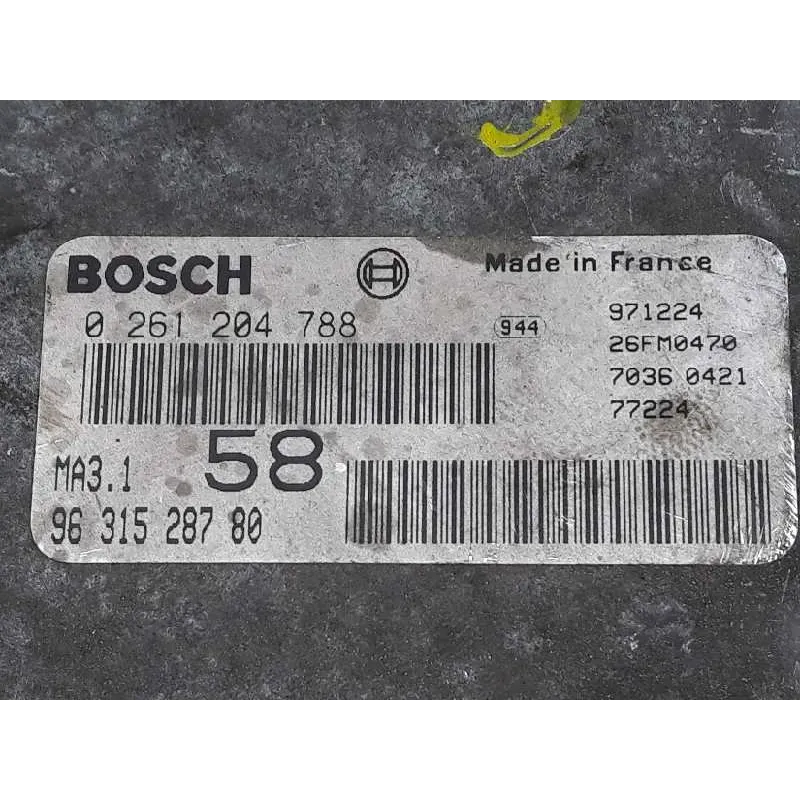 BOSCH Made in France
0 261 204 788 944 971224
26FM0470
7036 0421
77224
MA3.1 58
96 315 287 80